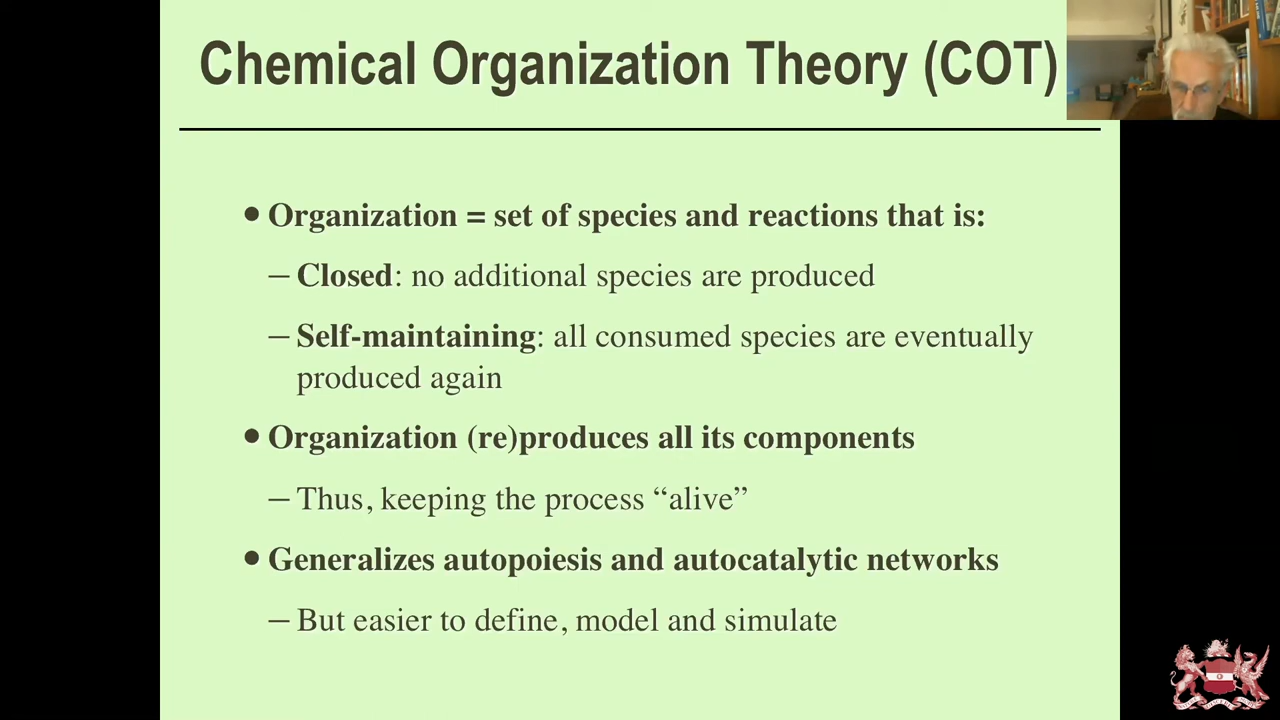 Chemical Organization Theory (COT)
• Organization = set of species and reactions that is:
– Closed: no additional species are produced
– Self-maintaining: all consumed species are eventually
produced again
• Organization (re)produces all its components
– Thus, keeping the process “alive”
• Generalizes autopoiesis and autocatalytic networks
– But easier to define, model and simulate